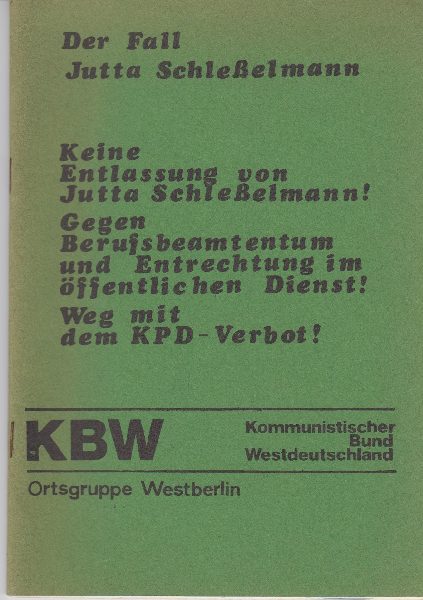 Der Fall
Jutta Schleßelmann
Keine
Entlassung von
Jutta Schleßelmann!
Gegen
Berufsbeamtentum
und Entrechtung im
öffentlichen Dienst!
Weg mit
dem KPD-Verbot!
KBW
Kommunistischer
Bund
Westdeutschland
Ortsgruppe Westberlin